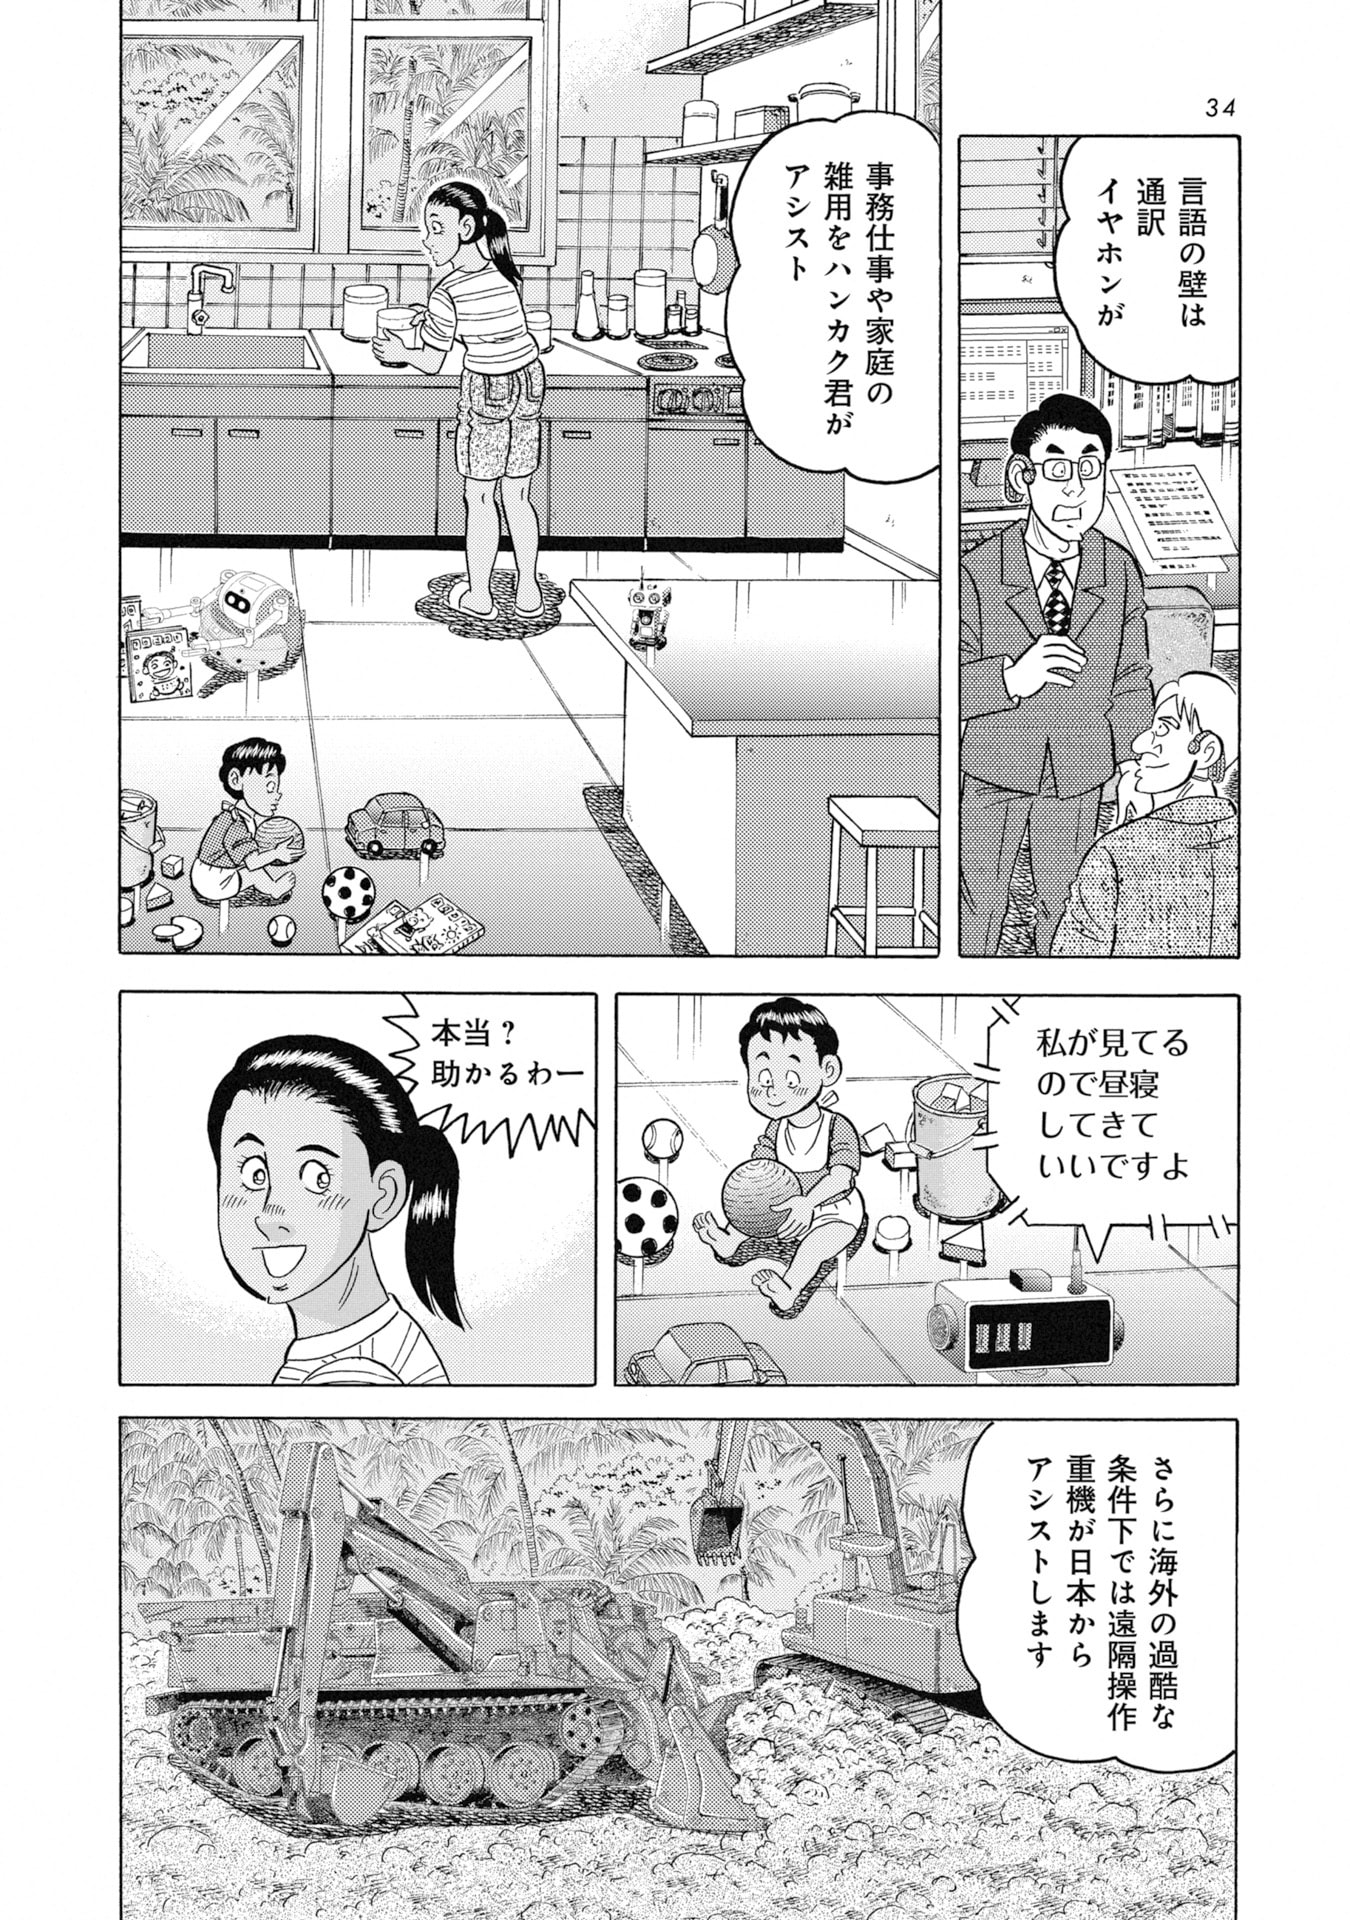 34
言語の壁は
通訳
イヤホンが
事務仕事や家庭の
雑用をハンカク君が
アシスト
私が見てる
ので昼寝
してきて
いいですよ
本当？
助かるわー
さらに海外の過酷な
条件下では遠隔操作
重機が日本から
アシストします